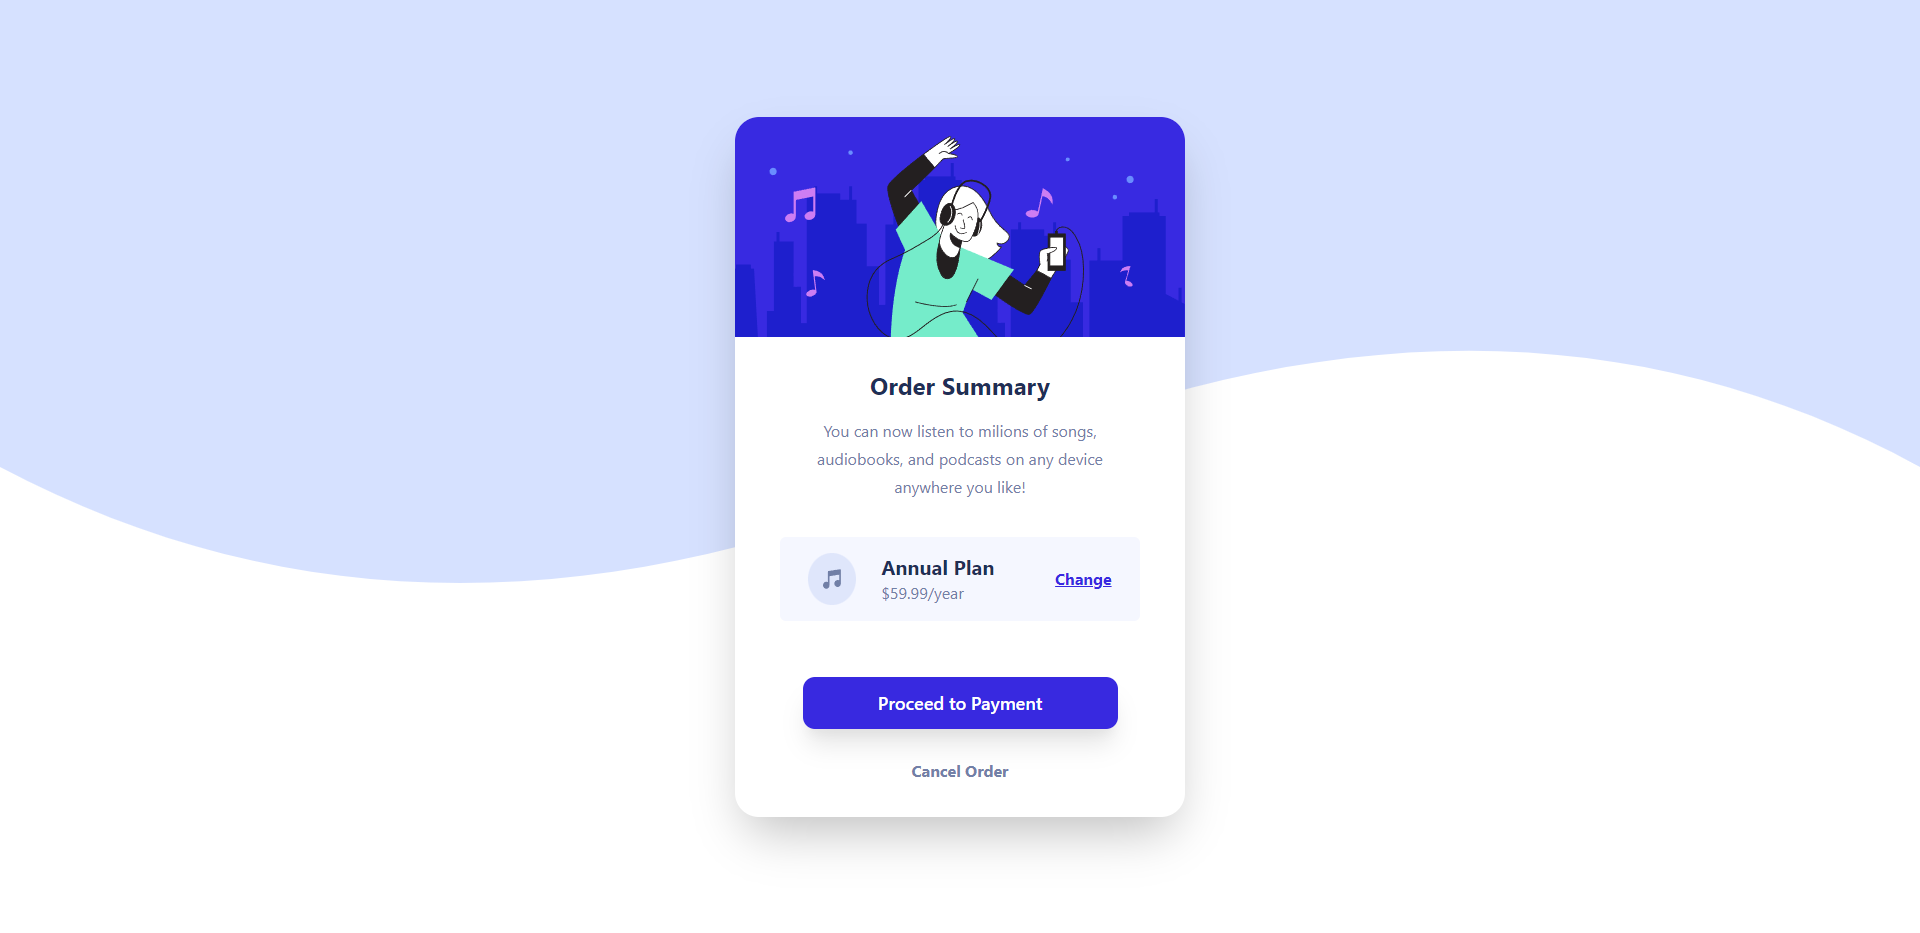 Order Summary
You can now listen to milions of songs,
audiobooks, and podcasts on any device
anywhere you like!
Annual Plan
$59.99/year
Change
Proceed to Payment
Cancel Order